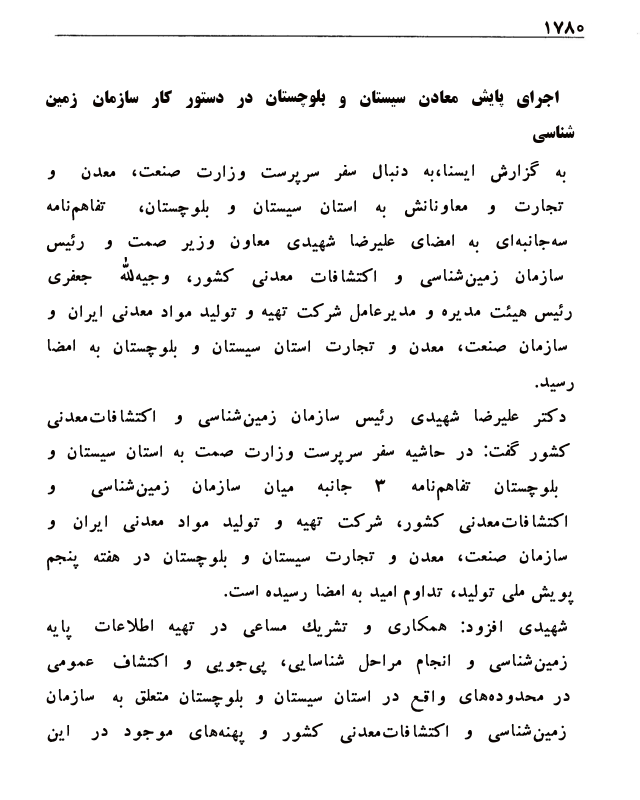 ۱۷۸۰
اجرای پایش معادن سیستان و بلوچستان در دستور کار سازمان زمین
شناسی
به گزارش ایسنا،به دنبال سفر سرپرست وزارت صنعت، معدن و
تجارت و معاونانش به استان سیستان و بلوچستان، تفاهم‌نامه
سه‌جانبه‌ای به امضای علیرضا شهیدی معاون وزیر صمت و رئیس
سازمان زمین‌شناسی و اکتشافات معدنی کشور، وجیه‌لله جعفری
رئیس هیئت مدیره و مدیرعامل شرکت تهیه و تولید مواد معدنی ایران و
سازمان صنعت، معدن و تجارت استان سیستان و بلوچستان به امضا
رسید.
دکتر علیرضا شهیدی رئیس سازمان زمین‌شناسی و اکتشافات‌معدنی
کشور گفت: در حاشیه سفر سرپرست وزارت صمت به استان سیستان و
بلوچستان تفاهم‌نامه ۳ جانبه میان سازمان زمین‌شناسی و
اکتشافات‌معدنی کشور، شرکت تهیه و تولید مواد معدنی ایران و
سازمان صنعت، معدن و تجارت سیستان و بلوچستان در هفته پنجم
پویش ملی تولید، تداوم امید به امضا رسیده است.
شهیدی افزود: همکاری و تشریك مساعی در تهیه اطلاعات پایه
زمین‌شناسی و انجام مراحل شناسایی، پی‌جویی و اکتشاف عمومی
در محدوده‌های واقع در استان سیستان و بلوچستان متعلق به سازمان
زمین‌شناسی و اکتشافات‌معدنی کشور و پهنه‌های موجود در این